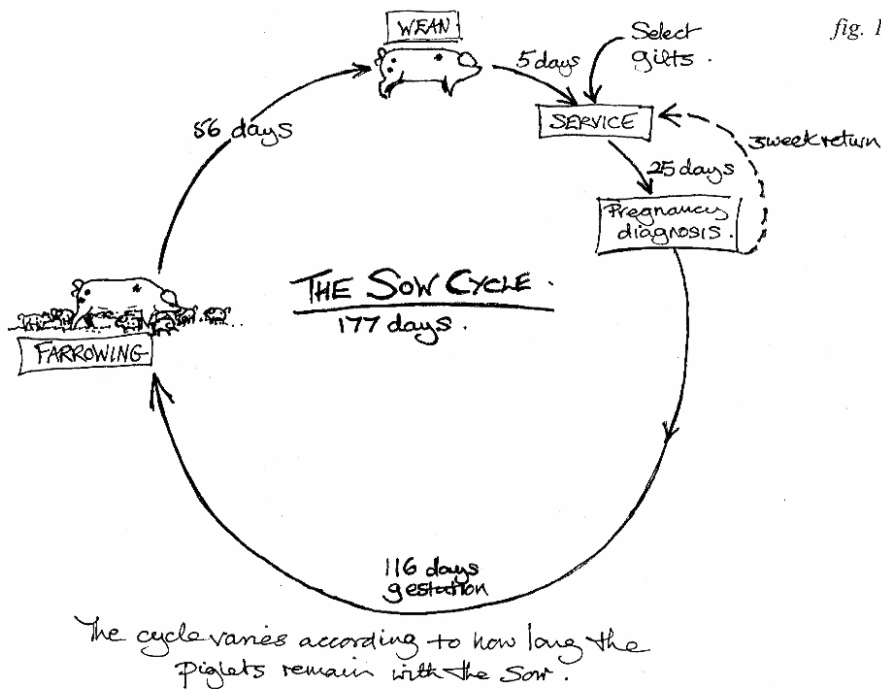 fig. 1
WEAN
5 days
Select
gilts.
SERVICE
3 week return
25 days
Pregnancy
diagnosis.
56 days
THE SOW CYCLE.
177 days.
FARROWING
116 days
gestation
The cycle varies according to how long the
piglets remain with the Sow.